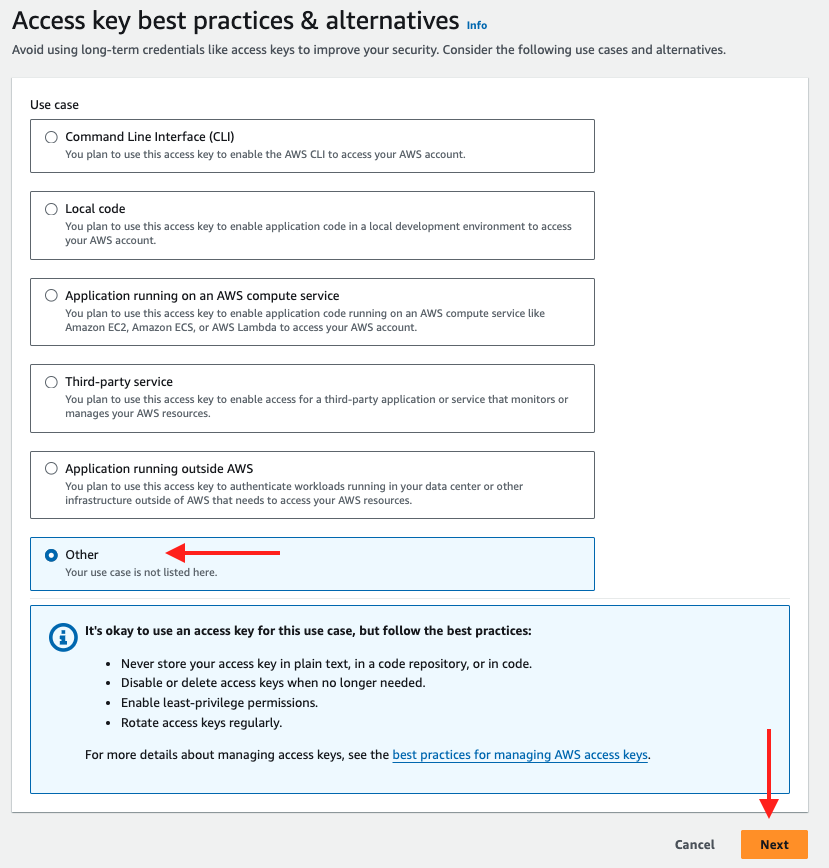 Access key best practices & alternatives Info
Avoid using long-term credentials like access keys to improve your security. Consider the following use cases and alternatives.
Use case
Command Line Interface (CLI)
You plan to use this access key to enable the AWS CLI to access your AWS account.
Local code
You plan to use this access key to enable application code in a local development environment to access
your AWS account.
Application running on an AWS compute service
You plan to use this access key to enable application code running on an AWS compute service like
Amazon EC2, Amazon ECS, or AWS Lambda to access your AWS account.
Third-party service
You plan to use this access key to enable access for a third-party application or service that monitors or
manages your AWS resources.
Application running outside AWS
You plan to use this access key to authenticate workloads running in your data center or other
infrastructure outside of AWS that needs to access your AWS resources.
Other
Your use case is not listed here.
It's okay to use an access key for this use case, but follow the best practices:
• Never store your access key in plain text, in a code repository, or in code.
• Disable or delete access keys when no longer needed.
• Enable least-privilege permissions.
• Rotate access keys regularly.
For more details about managing access keys, see the best practices for managing AWS access keys.
Cancel Next